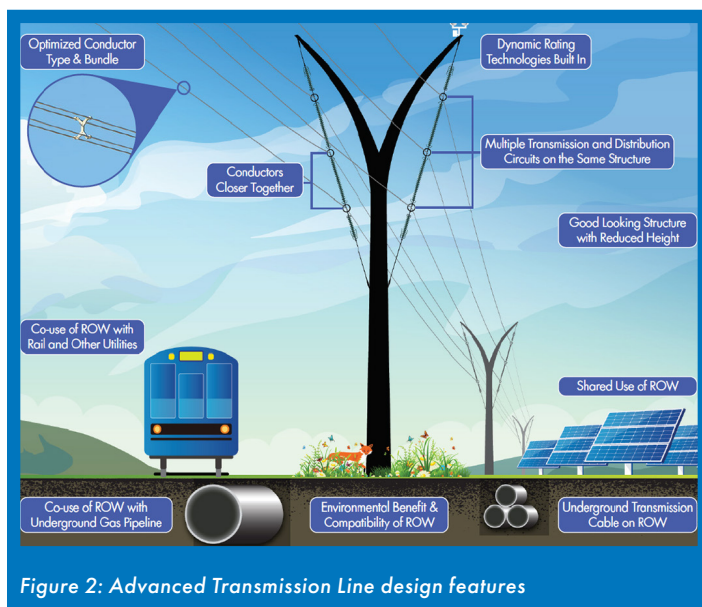 Optimized Conductor
Type & Bundle
Dynamic Rating
Technologies Built In
Multiple Transmission and Distribution
Circuits on the Same Structure
Conductors
Closer Together
Good Looking Structure
with Reduced Height
Co-use of ROW with
Rail and Other Utilities
Shared Use of ROW
Co-use of ROW with
Underground Gas Pipeline
Environmental Benefit &
Compatibility of ROW
Underground Transmission
Cable on ROW
Figure 2: Advanced Transmission Line design features